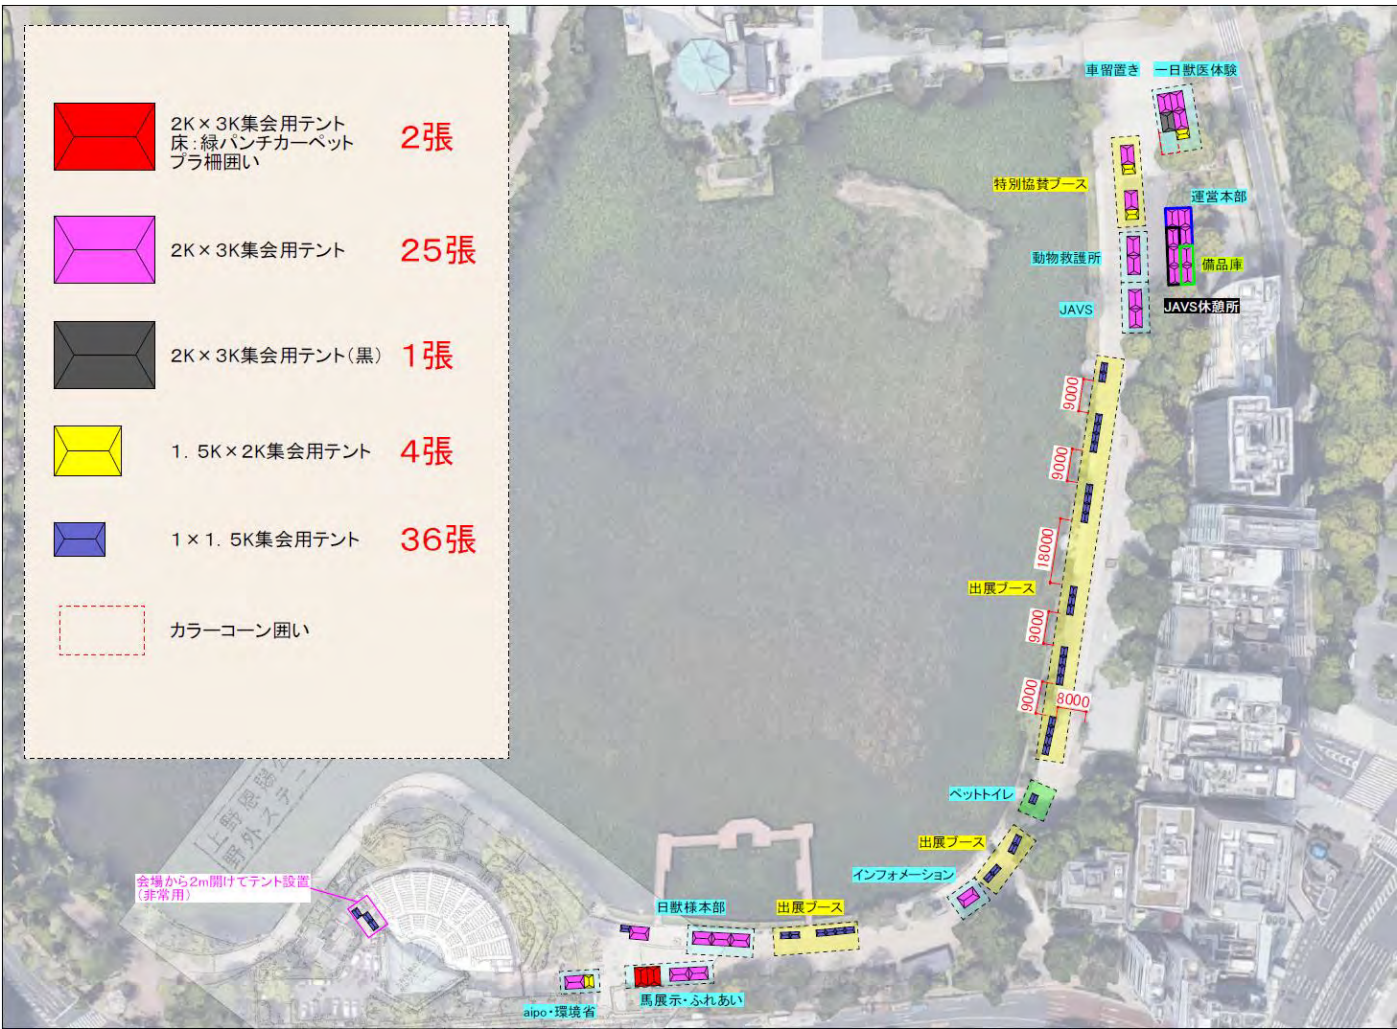 2K×3K集会用テント
床:緑パンチカーペット
プラ柵囲い
2張
2K×3K集会用テント
25張
2K×3K集会用テント(黒)
1張
1.5K×2K集会用テント
4張
1×1.5K集会用テント
36張
カラーコーン囲い
車留置き
一日獣医体験
特別協賛ブース
運営本部
動物救護所
備品庫
JAVS
JAVS休憩所
9000
9000
18000
出展ブース
9000
9000
8000
ペットトイレ
出展ブース
インフォメーション
上野恩賜公
野外ステ
会場から2m開けてテント設置
(非常用)
日獣様本部
出展ブース
馬展示・ふれあい
aipo・環境省